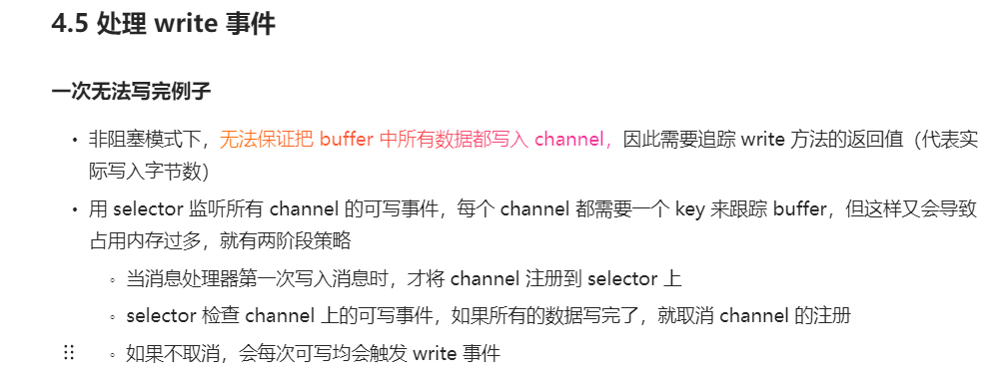 4.5 处理 write 事件
一次无法写完例子
• 非阻塞模式下，无法保证把 buffer 中所有数据都写入 channel，因此需要追踪 write 方法的返回值（代表实
际写入字节数）
• 用 selector 监听所有 channel 的可写事件，每个 channel 都需要一个 key 来跟踪 buffer，但这样又会导致
占用内存过多，就有两阶段策略
◦ 当消息处理器第一次写入消息时，才将 channel 注册到 selector 上
◦ selector 检查 channel 上的可写事件，如果所有的数据写完了，就取消 channel 的注册
◦ 如果不取消，会每次可写均会触发 write 事件